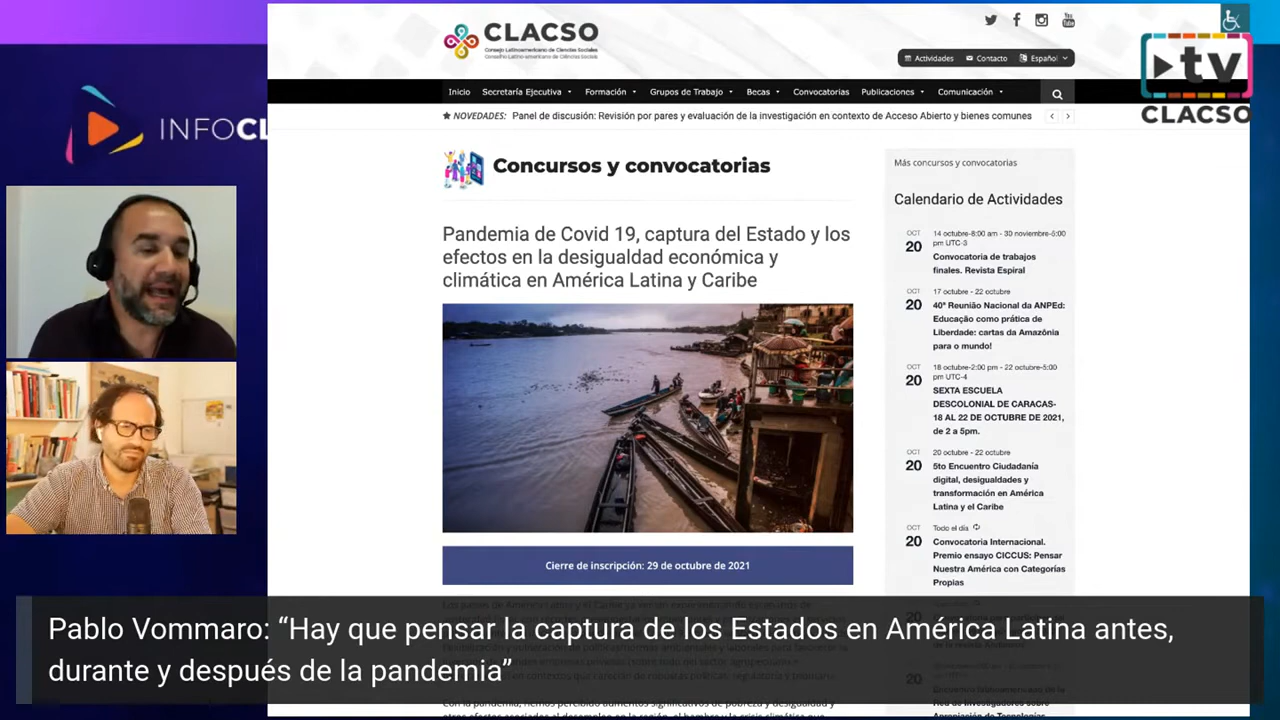 CLACSO
Consejo Latinoamericano de Ciencias Sociales
Conselho Latino-americano de Ciências Sociais
Actividades Contacto Español
tv
CLACSO
Inicio Secretaría Ejecutiva Formación Grupos de Trabajo Becas Convocatorias Publicaciones Comunicación
NOVEDADES: Panel de discusión: Revisión por pares y evaluación de la investigación en contexto de Acceso Abierto y bienes comunes
INFOCL
Concursos y convocatorias
Pandemia de Covid 19, captura del Estado y los
efectos en la desigualdad económica y
climática en América Latina y Caribe
Cierre de inscripción: 29 de octubre de 2021
Más concursos y convocatorias
Calendario de Actividades
OCT
20
14 octubre-8:00 am - 30 noviembre-5:00
pm UTC-3
Convocatoria de trabajos
finales. Revista Espiral
OCT
20
17 octubre - 22 octubre
40ª Reunião Nacional da ANPEd:
Educação como prática de
Liberdade: cartas da Amazônia
para o mundo!
OCT
20
18 octubre-2:00 pm - 22 octubre-5:00
pm UTC-4
SEXTA ESCUELA
DESCOLONIAL DE CARACAS-
18 AL 22 DE OCTUBRE DE 2021,
de 2 a 5pm.
OCT
20
20 octubre - 22 octubre
5to Encuentro Ciudadanía
digital, desigualdades y
transformación en América
Latina y el Caribe
OCT
20
Todo el día
Convocatoria Internacional.
Premio ensayo CICCUS: Pensar
Nuestra América con Categorías
Propias
20
Pablo Vommaro: “Hay que pensar la captura de los Estados en América Latina antes,
durante y después de la pandemia”